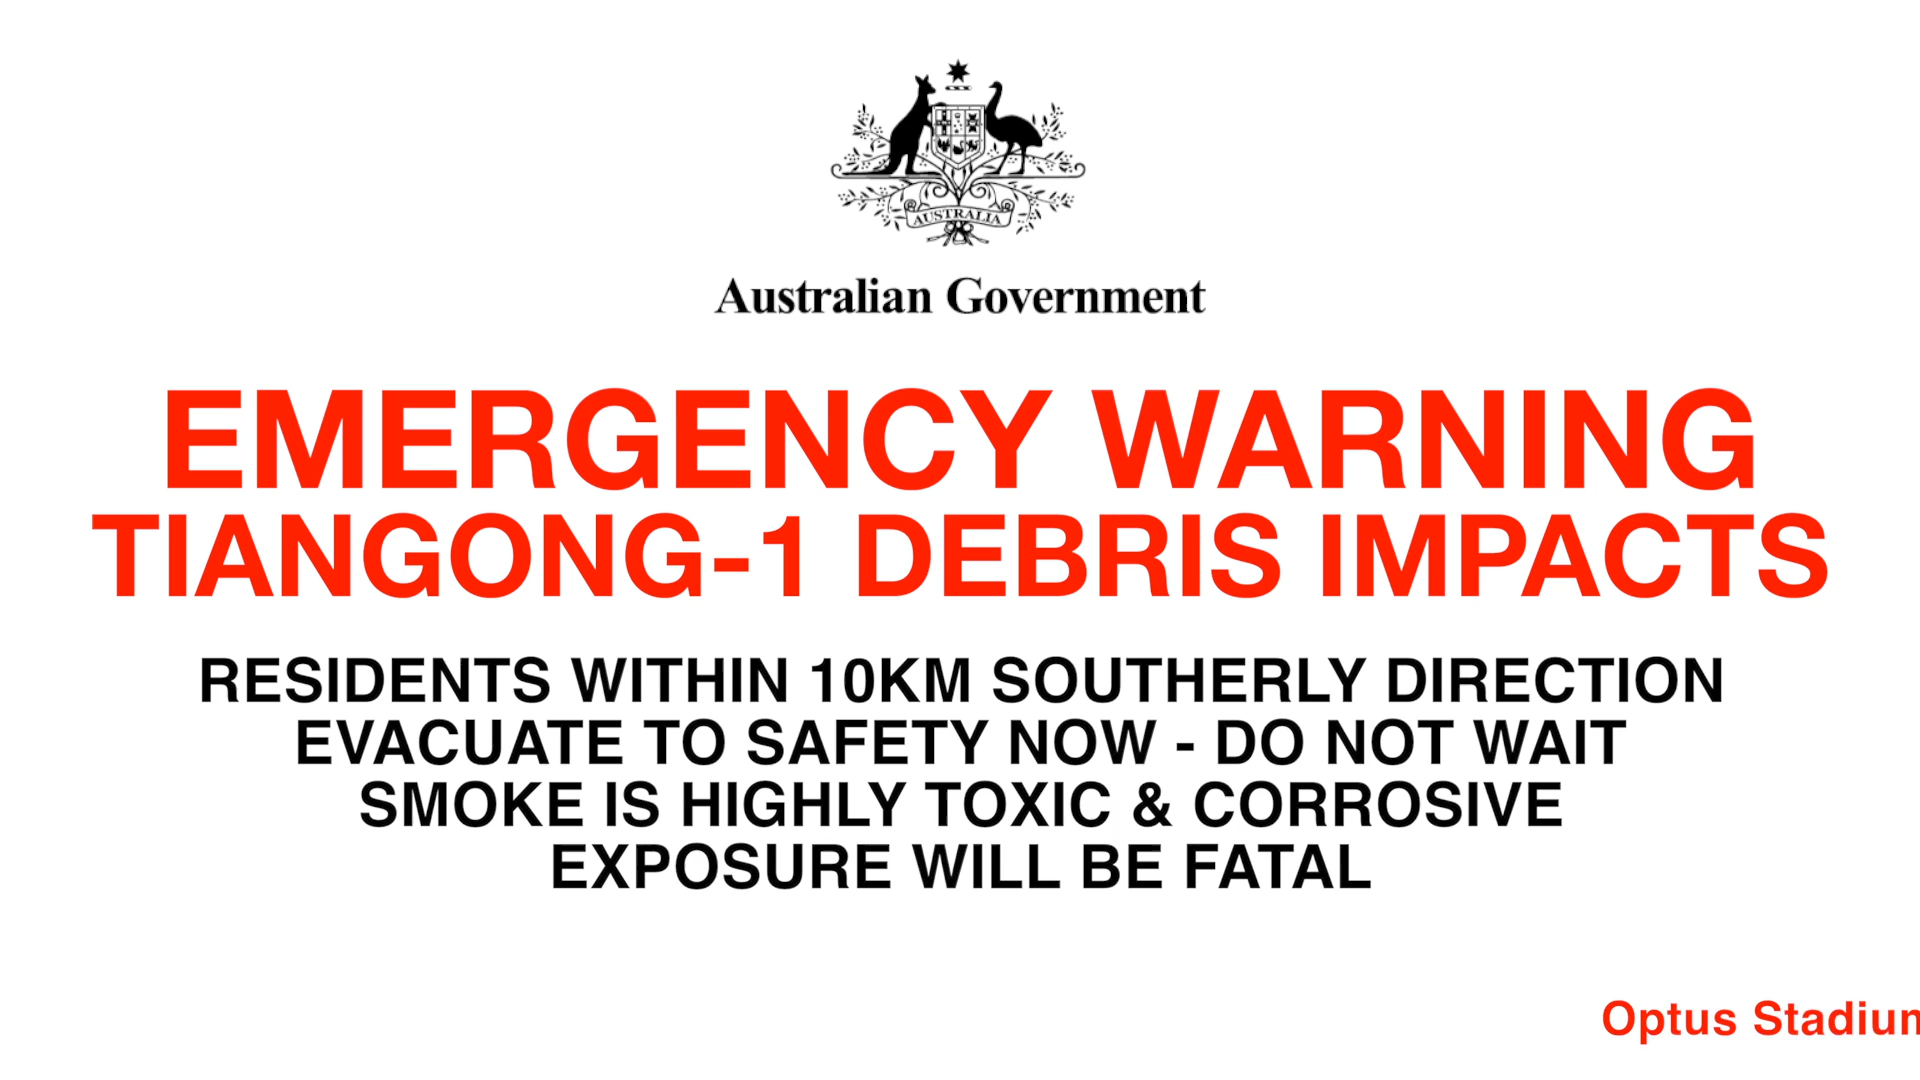 AUSTRALIA
Australian Government
EMERGENCY WARNING
TIANGONG-1 DEBRIS IMPACTS
RESIDENTS WITHIN 10KM SOUTHERLY DIRECTION
EVACUATE TO SAFETY NOW - DO NOT WAIT
SMOKE IS HIGHLY TOXIC & CORROSIVE
EXPOSURE WILL BE FATAL
Optus Stadium